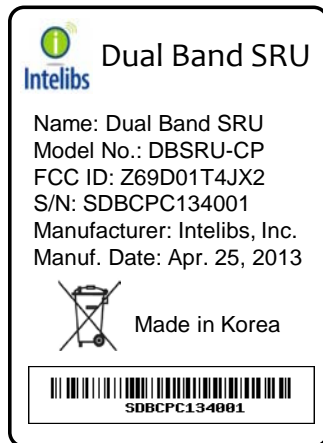 Intelibs
Dual Band SRU
Name: Dual Band SRU
Model No.: DBSRU-CP
FCC ID: Z69D01T4JX2
S/N: SDBCPC134001
Manufacturer: Intelibs, Inc.
Manuf. Date: Apr. 25, 2013
Made in Korea
SDBCPC134001